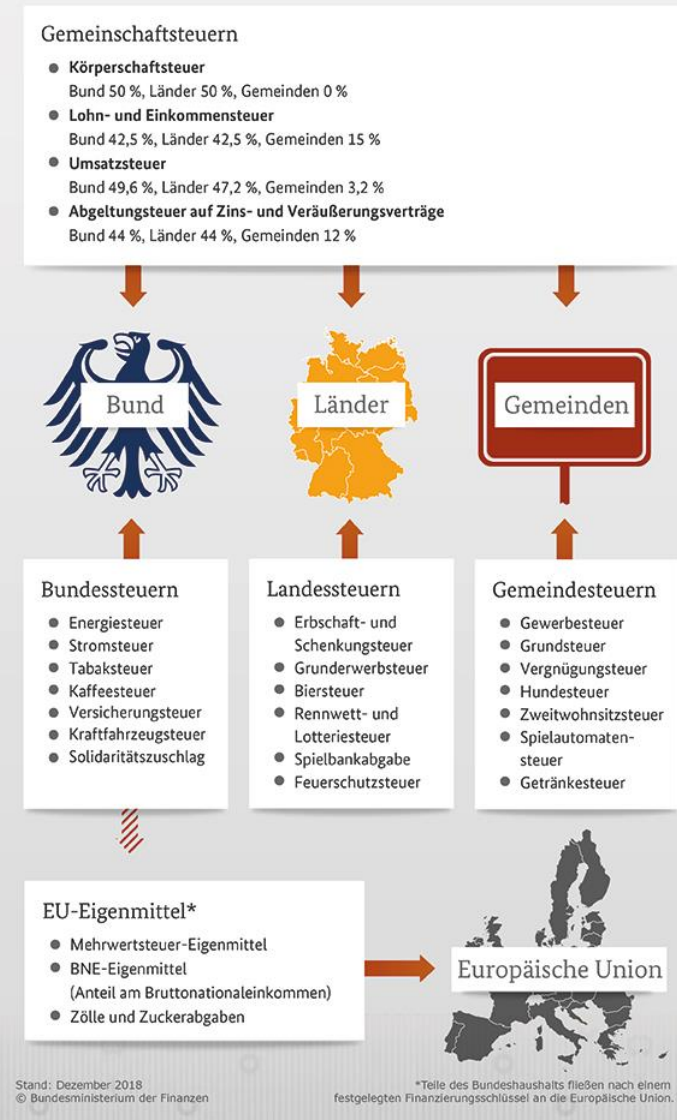 Gemeinschaftsteuern
Körperschaftsteuer
Bund 50 %, Länder 50 %, Gemeinden 0 %
Lohn- und Einkommensteuer
Bund 42,5 %, Länder 42,5 %, Gemeinden 15 %
Umsatzsteuer
Bund 49,6 %, Länder 47,2 %, Gemeinden 3,2 %
Abgeltungsteuer auf Zins- und Veräußerungsverträge
Bund 44 %, Länder 44 %, Gemeinden 12 %
Bund
Länder
Gemeinden
Bundessteuern
Energiesteuer
Stromsteuer
Tabaksteuer
Kaffeesteuer
Versicherungsteuer
Kraftfahrzeugsteuer
Solidaritätszuschlag
Landessteuern
Erbschaft- und
Schenkungsteuer
Grunderwerbsteuer
Biersteuer
Rennwett- und
Lotteriesteuer
Spielbankabgabe
Feuerschutzsteuer
Gemeindesteuern
Gewerbesteuer
Grundsteuer
Vergnügungsteuer
Hundesteuer
Zweitwohnsitzsteuer
Spielautomaten-
steuer
Getränkesteuer
EU-Eigenmittel*
Mehrwertsteuer-Eigenmittel
BNE-Eigenmittel
(Anteil am Bruttonationaleinkommen)
Zölle und Zuckerabgaben
Europäische Union
Stand: Dezember 2018
© Bundesministerium der Finanzen
*Teile des Bundeshaushalts fließen nach einem
festgelegten Finanzierungsschlüssel an die Europäische Union.